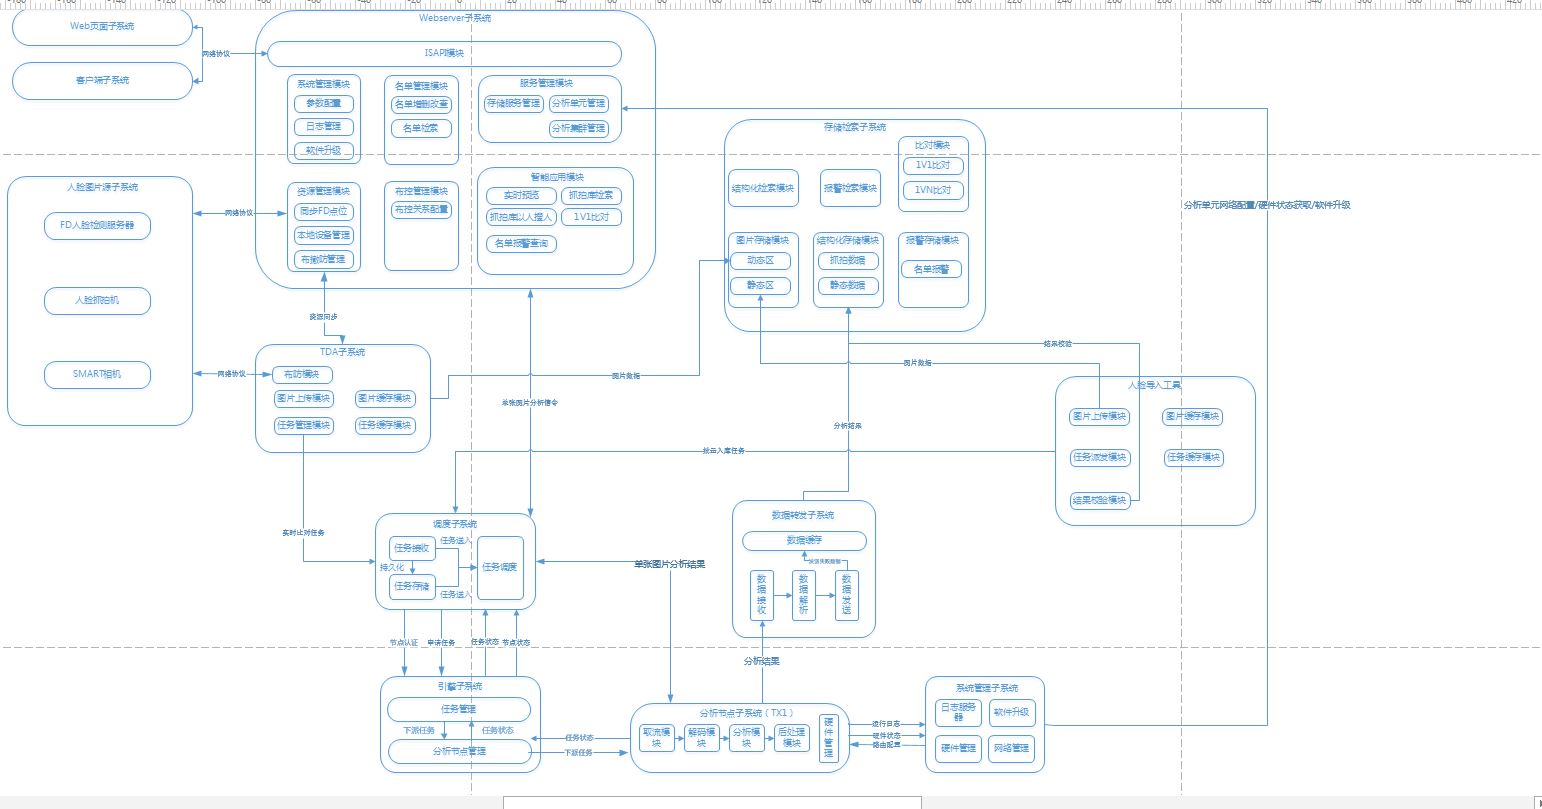 Webserver子系统
Web页面子系统
网络协议
ISAPI模块
客户端子系统
系统管理模块
参数配置
日志管理
软件升级
名单管理模块
名单增删改查
名单检索
服务管理模块
存储服务管理
分析单元管理
分析集群管理
资源管理模块
同步FD点位
本地设备管理
布撤防管理
布控管理模块
布控关系配置
智能应用模块
实时预览
抓拍库检索
抓拍库以人搜人
1V1比对
名单报警查询
人脸图片源子系统
FD人脸检测服务器
人脸抓拍机
SMART相机
网络协议
网络协议
存储检索子系统
结构化检索模块
报警检索模块
比对模块
1V1比对
1VN比对
图片存储模块
动态区
静态区
结构化存储模块
抓拍数据
静态数据
报警存储模块
名单报警
分析单元网络配置/硬件状态获取/软件升级
资源同步
TDA子系统
布防模块
图片上传模块
图片缓存模块
任务管理模块
任务缓存模块
图片数据
单张图片分析信令
图片数据
结果校验
分析结果
人脸导入工具
图片上传模块
图片缓存模块
任务派发模块
任务缓存模块
结果校验模块
实时比对任务
调度子系统
任务接收
任务送入
持久化
任务存储
任务送入
任务调度
单张图片分析结果
数据转发子系统
数据缓存
数据接收
数据解析
数据发送
分析结果
节点认证
申请任务
任务状态
节点状态
引擎子系统
任务管理
下派任务
任务状态
分析节点管理
任务状态
下派任务
分析节点子系统（TX1）
取流模块
解码模块
分析模块
后处理模块
硬件管理
运行日志
硬件状态
系统管理子系统
日志服务器
软件升级
硬件管理
网络管理